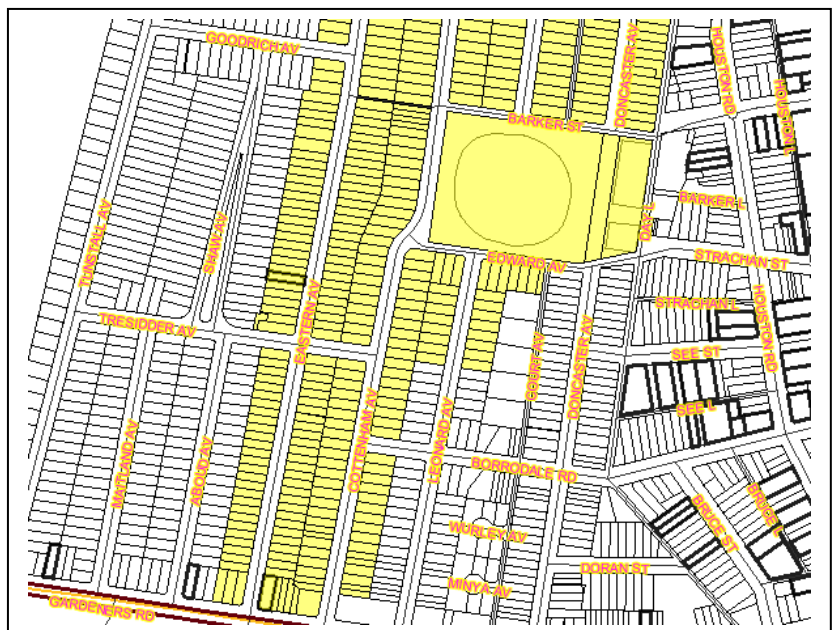 GOODRICH AV
DONCASTER AV
HOUSTON RD
HOUSTON L
BARKER ST
BARKER L
TUNSTALL AV
SHAW AV
DAY L
EDWARD AV
STRACHAN ST
STRACHAN L
HOUSTON RD
TRESIDDER AV
EASTERN AV
COURT AV
DONCASTER AV
SEE ST
SEE L
COTTENHAM AV
LEONARD AV
MAITLAND AV
ABOUD AV
BORRODALE RD
BRUCE ST
BRUCE L
WURLEY AV
DORAN ST
MINYA AV
GARDENERS RD